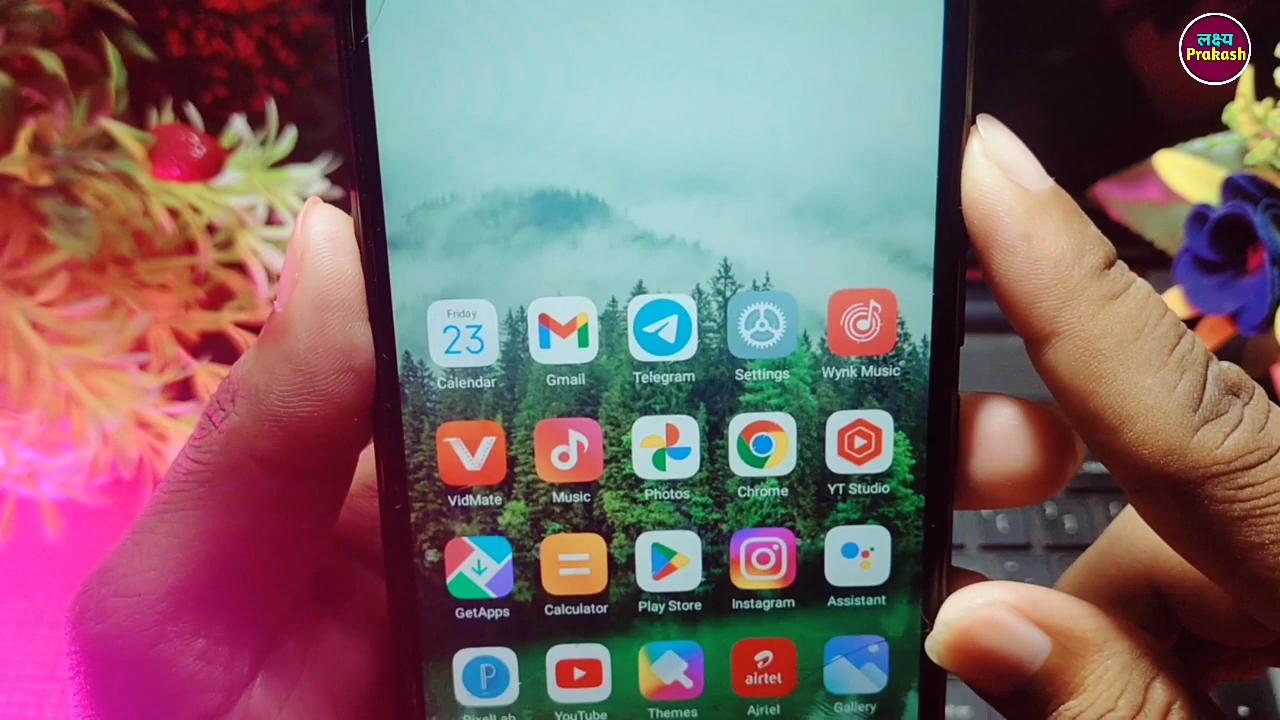 लक्ष्य
Prakash
Friday
23
Calendar
Gmail
Telegram
Settings
Wynk Music
VidMate
Music
Photos
Chrome
YT Studio
GetApps
Calculator
Play Store
Instagram
Assistant
P
airtel
PixelLab
YouTube
Themes
Airtel
Gallery